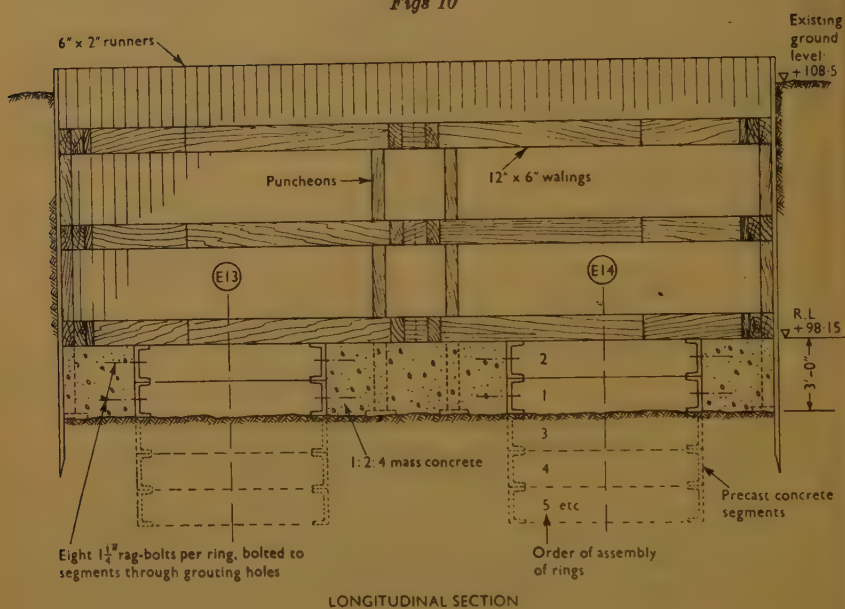 Figs 10
6" x 2" runners
Existing
ground
level
+108·5
Puncheons
12" x 6" walings
E13
E14
R.L
+98·15
2
1
3'-0"
3
4
5 etc
1:2:4 mass concrete
Precast concrete
segments
Eight 1¼" rag-bolts per ring, bolted to
segments through grouting holes
Order of assembly
of rings
LONGITUDINAL SECTION